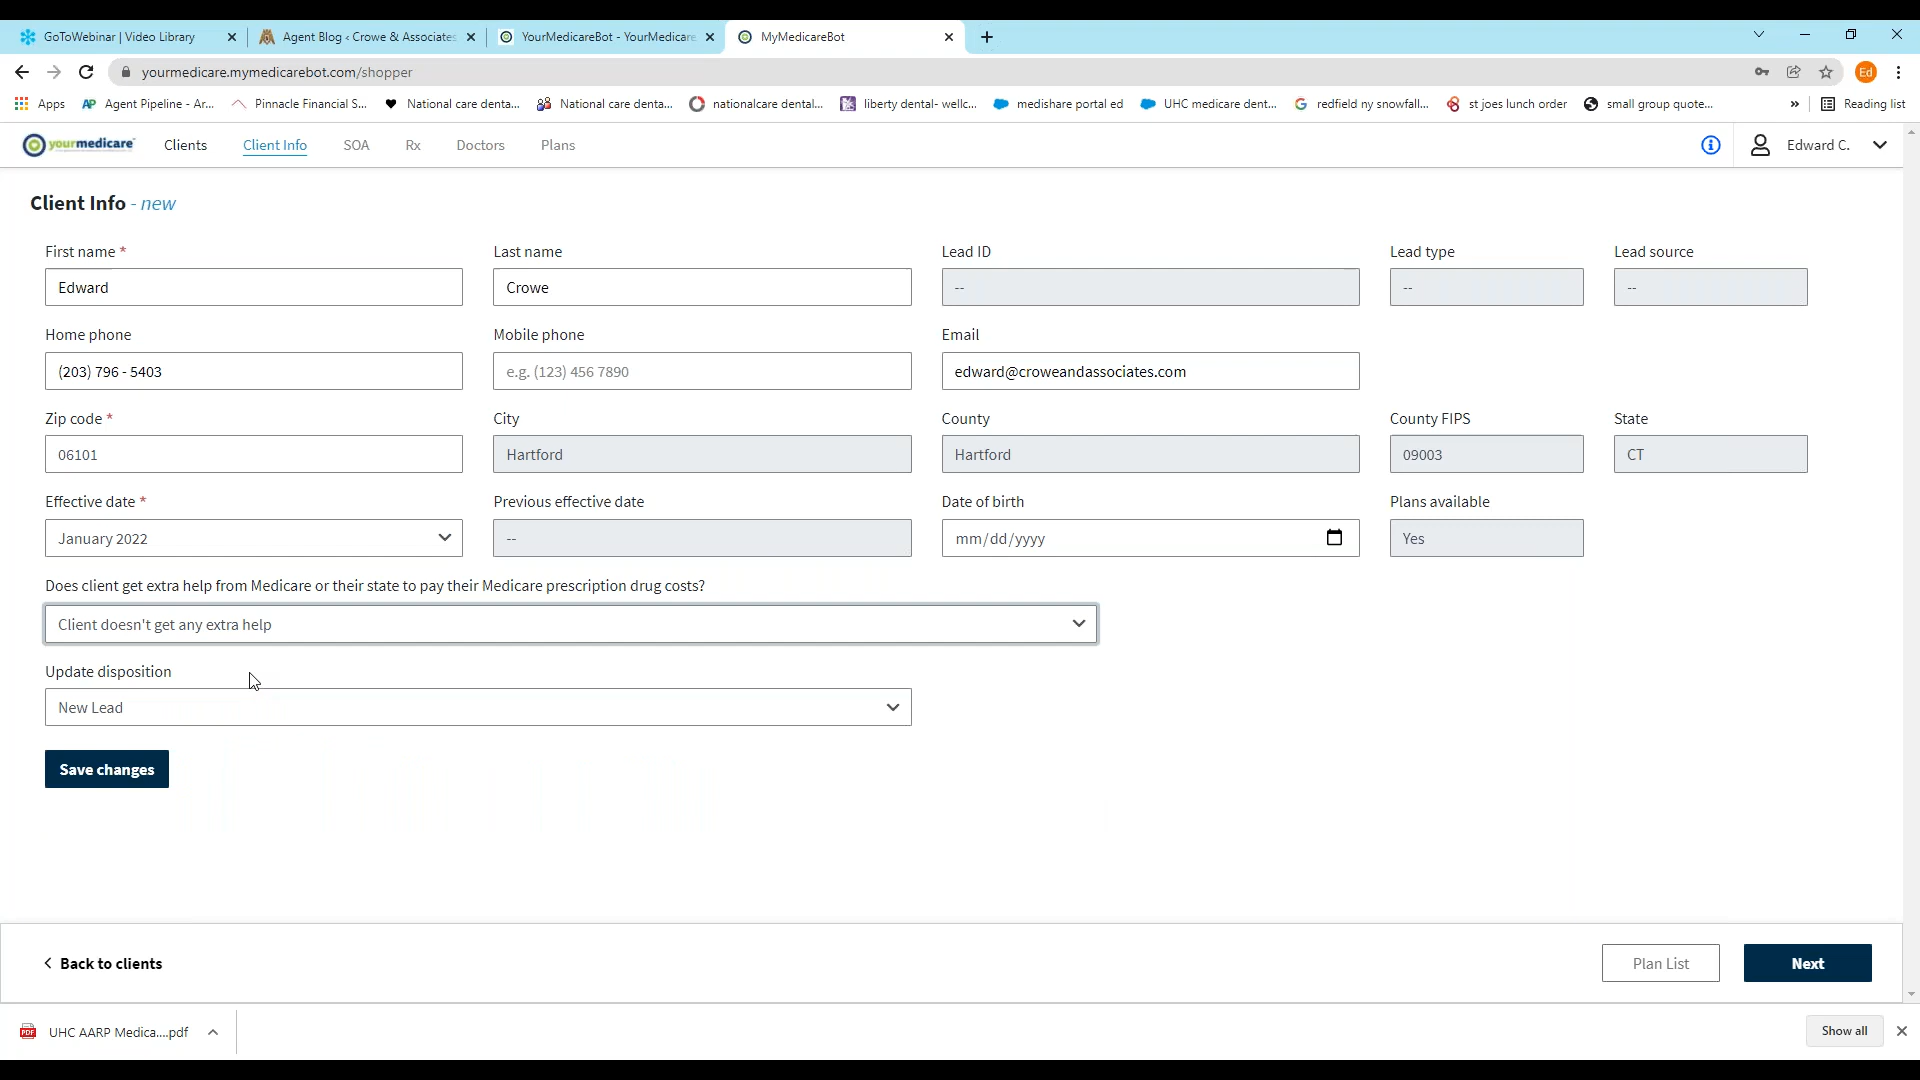 GoToWebinar | Video Library
Agent Blog ‹ Crowe & Associates
YourMedicareBot - YourMedicare
MyMedicareBot
yourmedicare.mymedicarebot.com/shopper
Ed
Apps
AP Agent Pipeline - Ar...
Pinnacle Financial S...
National care denta...
National care denta...
nationalcare dental...
liberty dental- wellc...
medishare portal ed
UHC medicare dent...
redfield ny snowfall...
st joes lunch order
small group quote...
»
Reading list
yourmedicare
Clients
Client Info
SOA
Rx
Doctors
Plans
Edward C.
Client Info - new
First name *
Last name
Lead ID
Lead type
Lead source
Edward
Crowe
--
--
--
Home phone
Mobile phone
Email
(203) 796 - 5403
e.g. (123) 456 7890
edward@croweandassociates.com
Zip code *
City
County
County FIPS
State
06101
Hartford
Hartford
09003
CT
Effective date *
Previous effective date
Date of birth
Plans available
January 2022
--
mm/dd/yyyy
Yes
Does client get extra help from Medicare or their state to pay their Medicare prescription drug costs?
Client doesn't get any extra help
Update disposition
New Lead
Save changes
Back to clients
Plan List
Next
PDF
UHC AARP Medica....pdf
Show all